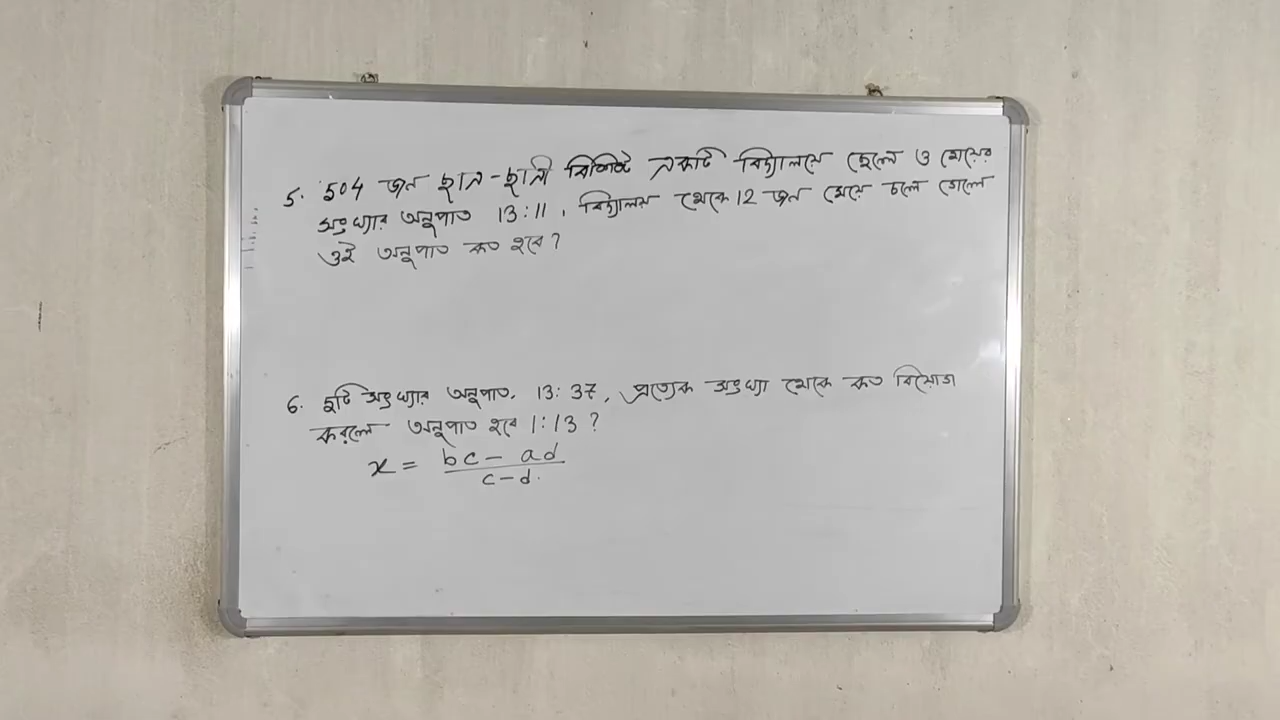 5. 504 জন ছাত্র-ছাত্রী বিশিষ্ট একটি বিদ্যালয়ে ছেলে ও মেয়ের
সংখ্যার অনুপাত 13:11, বিদ্যালয় থেকে 12 জন মেয়ে চলে গেলে
ওই অনুপাত কত হবে?
6. দুটি সংখ্যার অনুপাত, 13:37, প্রত্যেক সংখ্যা থেকে কত বিয়োগ
করলে অনুপাত হবে 1:13?
x = bc - ad
c-d.